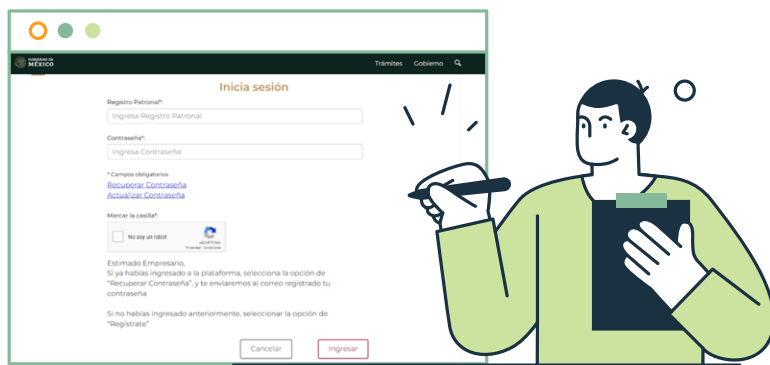 GOBIERNO DE
MÉXICO
Trámites Gobierno
Inicia sesión
Registro Patronal*:
Ingresa Registro Patronal
Contraseña*:
Ingresa Contraseña
* Campos obligatorios
Recuperar Contraseña
Actualizar Contraseña
Marcar la casilla*:
No soy un robot
reCAPTCHA
Privacidad - Condiciones
Estimado Empresario,
Si ya habías ingresado a la plataforma, selecciona la opción de
"Recuperar Contraseña", y te enviaremos al correo registrado tu
contraseña
Si no habías ingresado anteriormente, seleccionar la opción de
"Regístrate"
Cancelar Ingresar